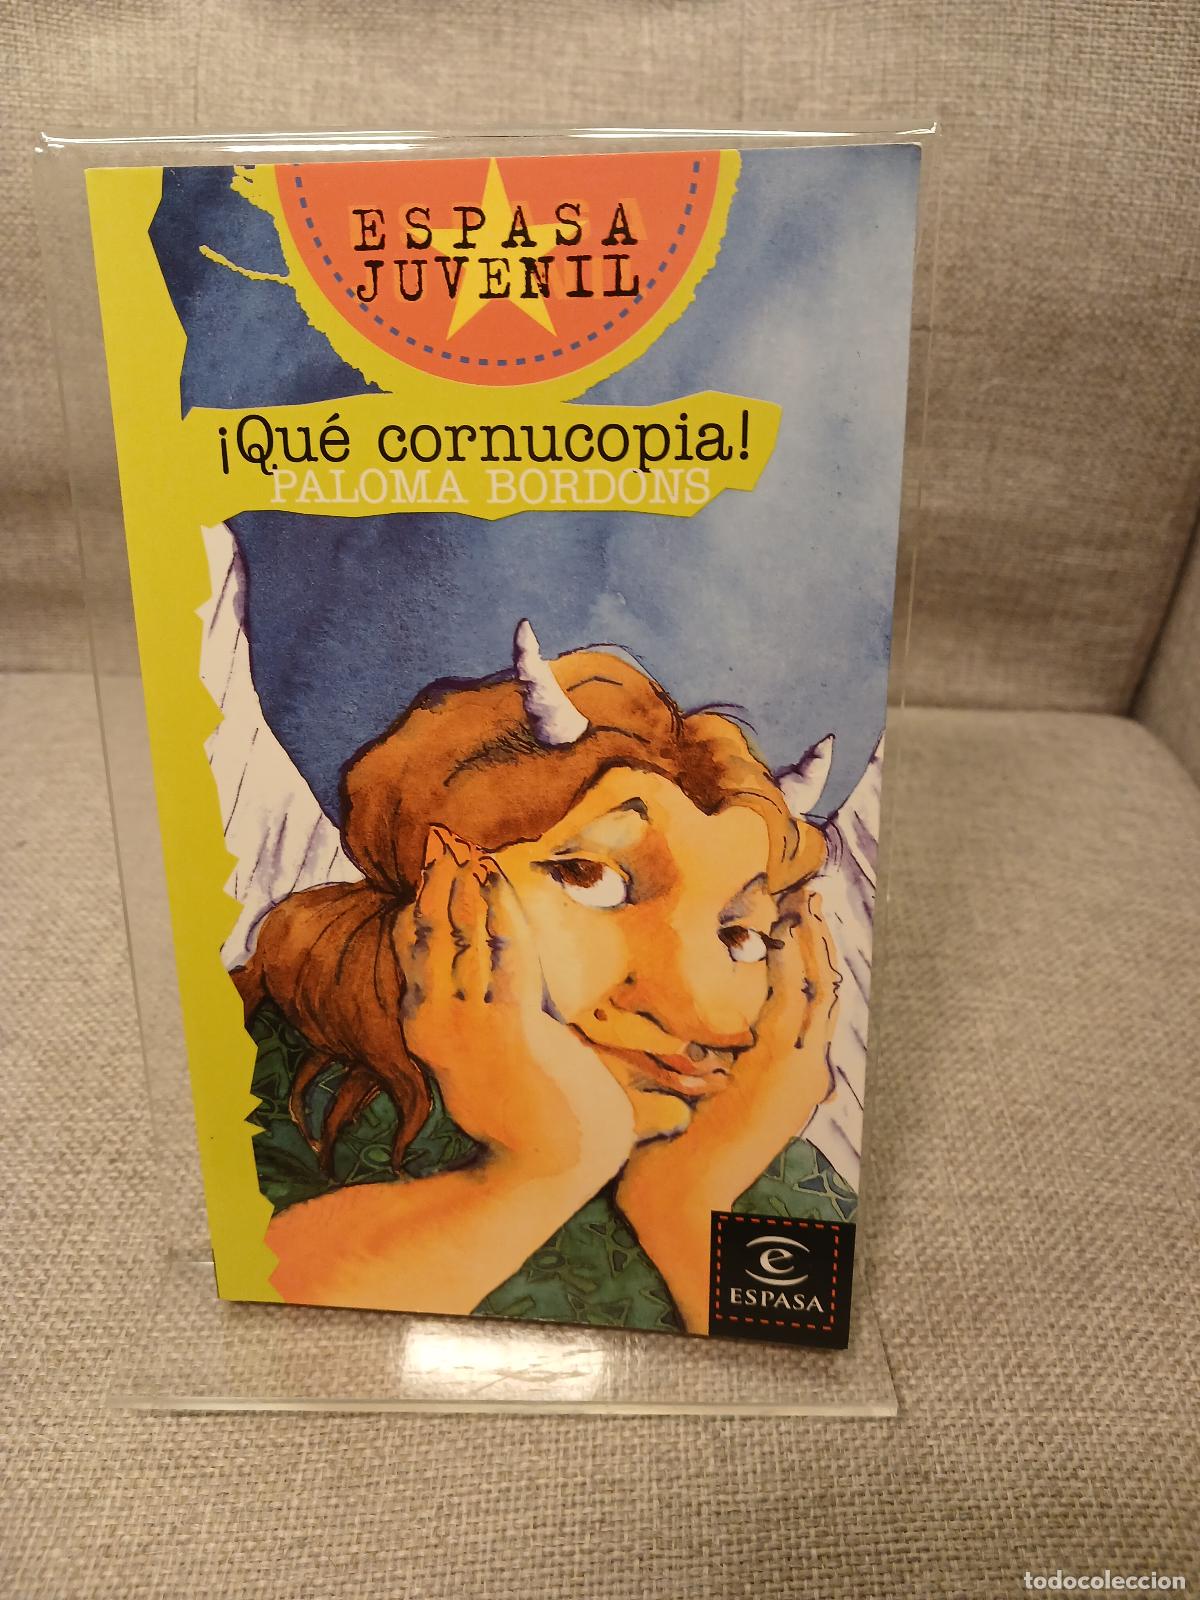 ESPASA
JUVENIL
¡Qué cornucopia!
PALOMA BORDONS
e
ESPASA
todocoleccion